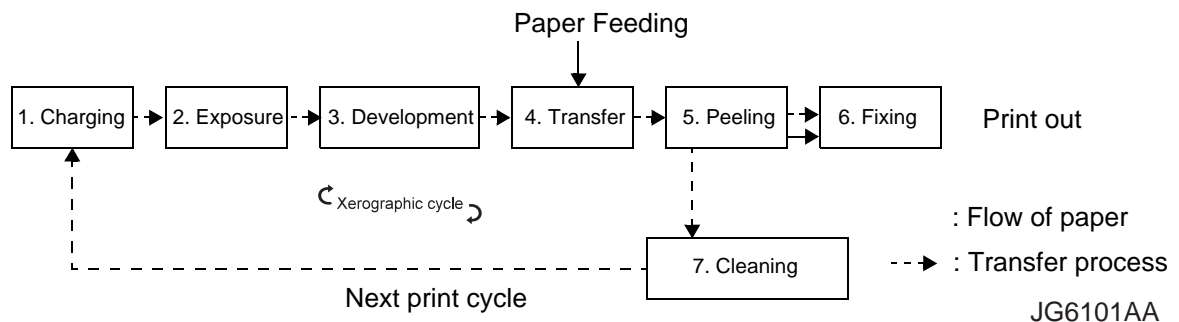 Paper Feeding
1. Charging
2. Exposure
3. Development
4. Transfer
5. Peeling
6. Fixing
Print out
Xerographic cycle
: Flow of paper
7. Cleaning
: Transfer process
Next print cycle
JG6101AA